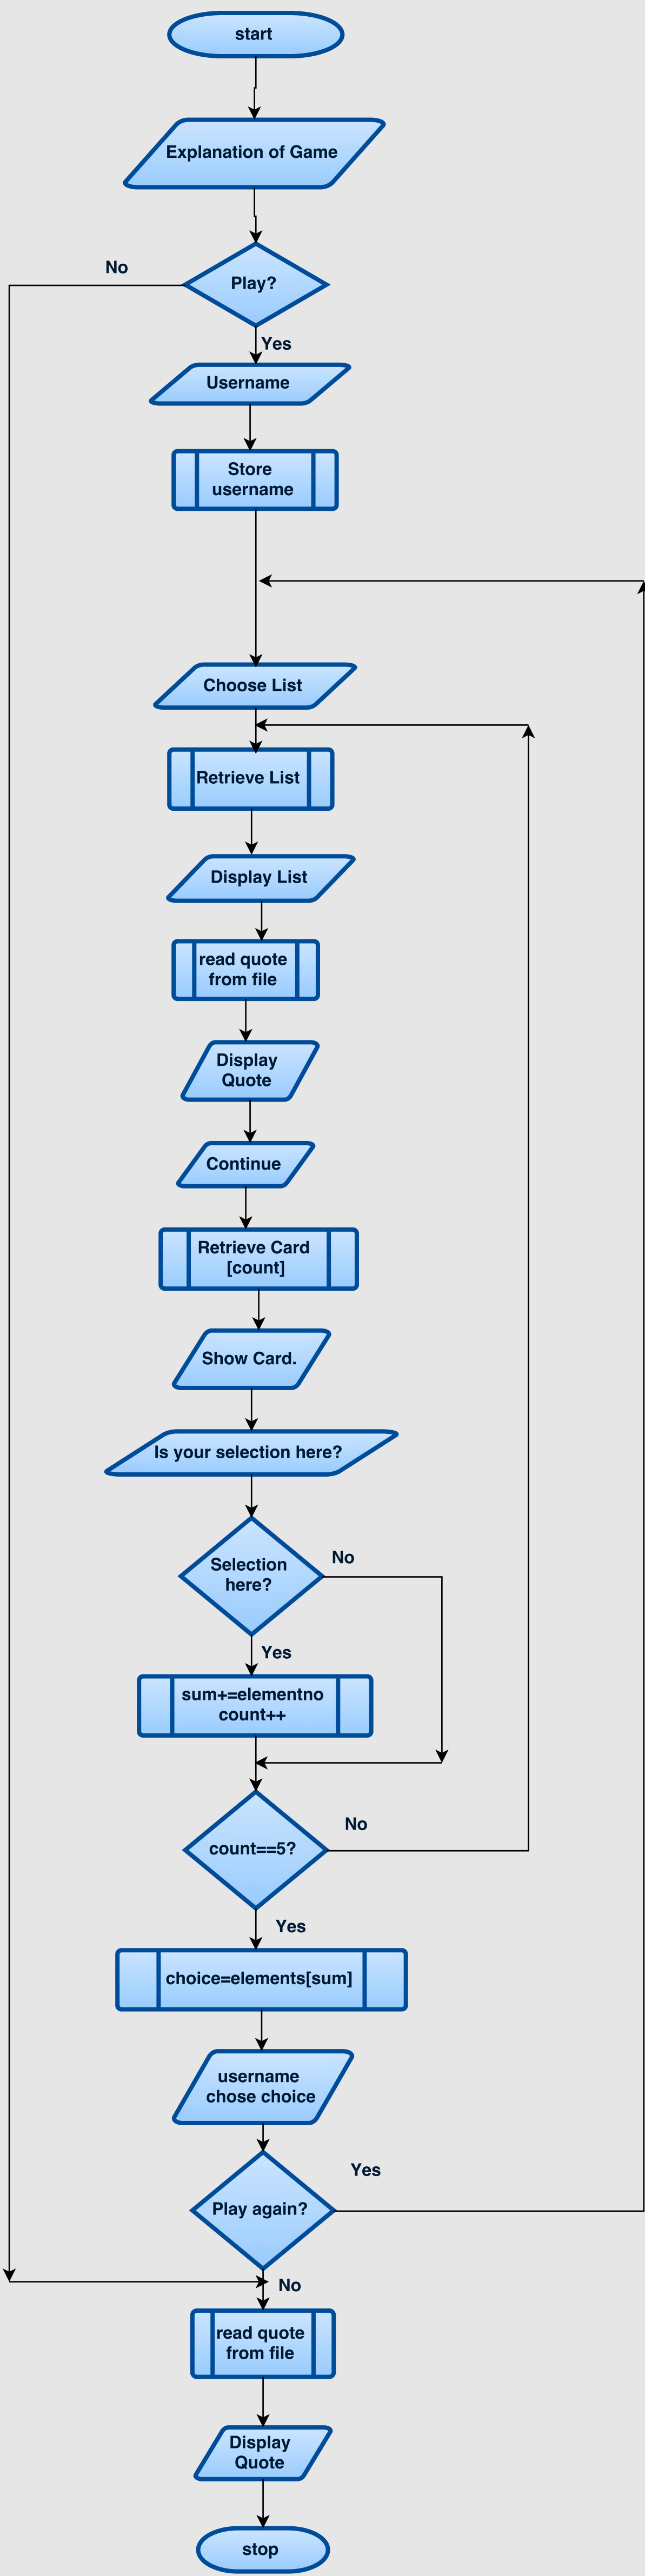 start
Explanation of Game
No
Play?
Yes
Username
Store
username
Choose List
Retrieve List
Display List
read quote
from file
Display
Quote
Continue
Retrieve Card
[count]
Show Card.
Is your selection here?
Selection
here?
No
Yes
sum+=elementno
count++
count==5?
No
Yes
choice=elements[sum]
username
chose choice
Yes
Play again?
No
read quote
from file
Display
Quote
stop